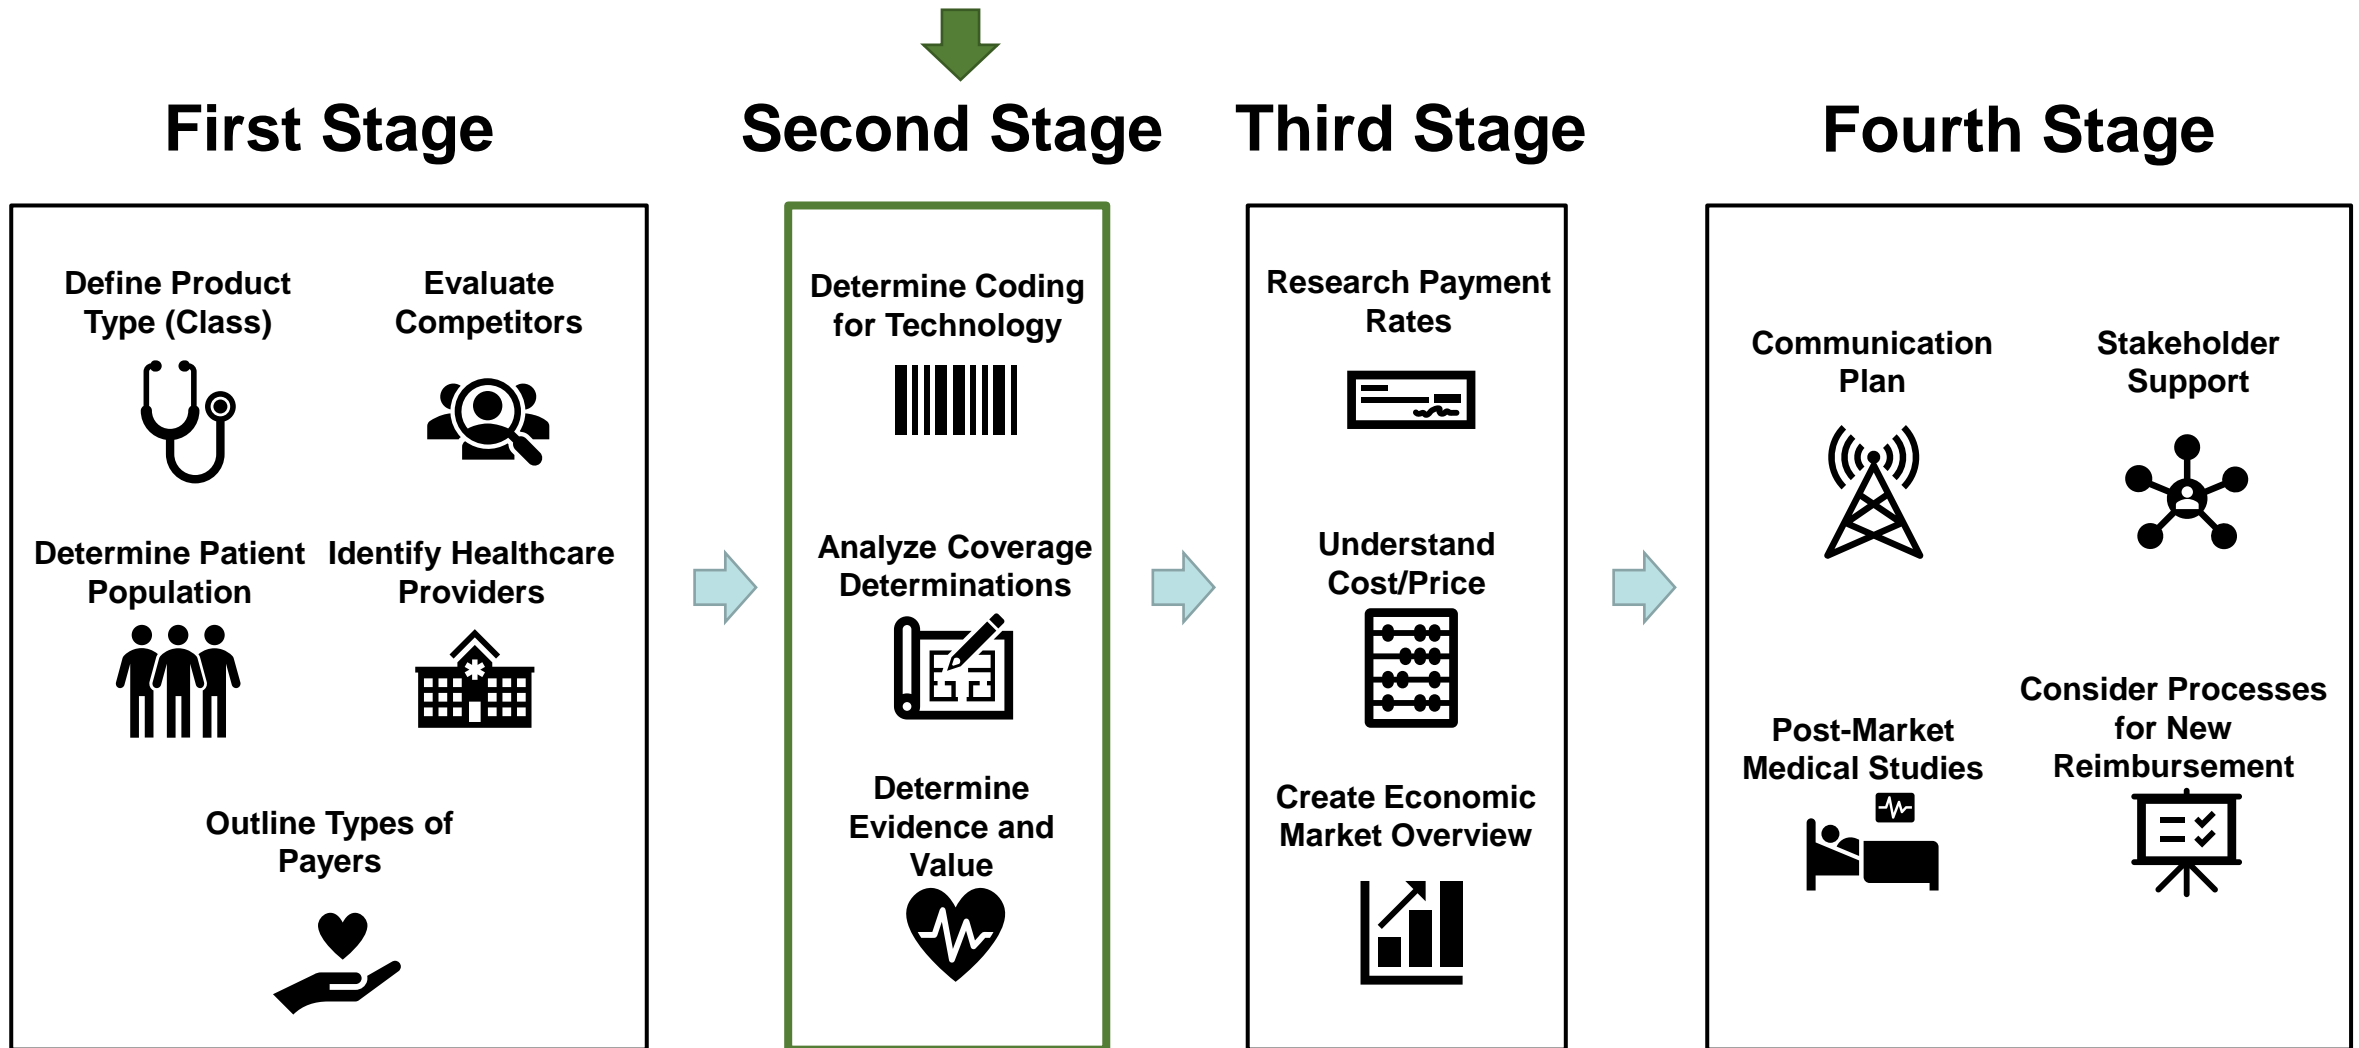 First Stage
Second Stage
Third Stage
Fourth Stage
Define Product
Type (Class)
Evaluate
Competitors
Determine Patient
Population
Identify Healthcare
Providers
Outline Types of
Payers
Determine Coding
for Technology
Analyze Coverage
Determinations
Determine
Evidence and
Value
Research Payment
Rates
Understand
Cost/Price
Create Economic
Market Overview
Communication
Plan
Stakeholder
Support
Post-Market
Medical Studies
Consider Processes
for New
Reimbursement